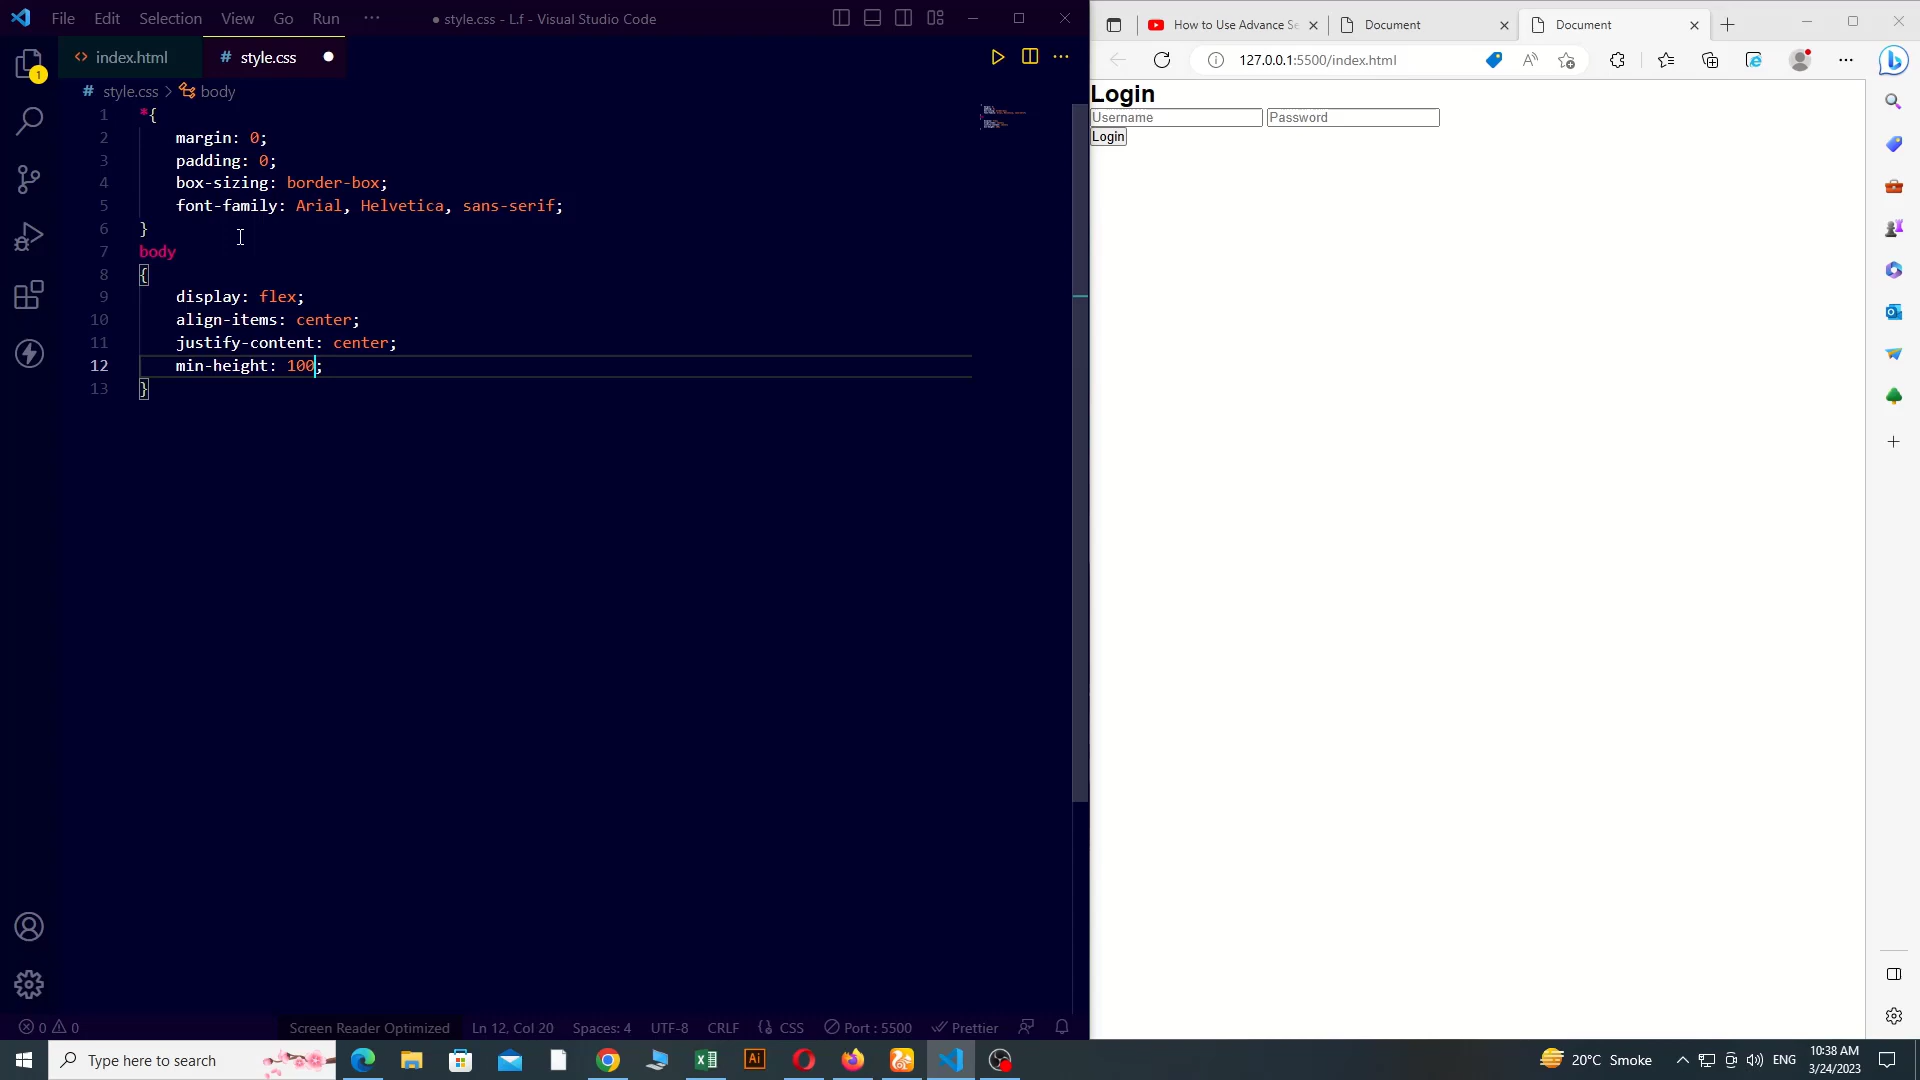 File Edit Selection View Go Run ··· ● style.css - L.f - Visual Studio Code
index.html # style.css
# style.css > body
1 *{
2 margin: 0;
3 padding: 0;
4 box-sizing: border-box;
5 font-family: Arial, Helvetica, sans-serif;
6 }
7 body
8 {
9 display: flex;
10 align-items: center;
11 justify-content: center;
12 min-height: 100;
13 }
1
0 0 Screen Reader Optimized Ln 12, Col 20 Spaces: 4 UTF-8 CRLF {} CSS Port : 5500 Prettier
How to Use Advance Se Document Document
127.0.0.1:5500/index.html
Login
Username Password
Login
Type here to search
Ai
20°C Smoke ENG 10:38 AM
3/24/2023